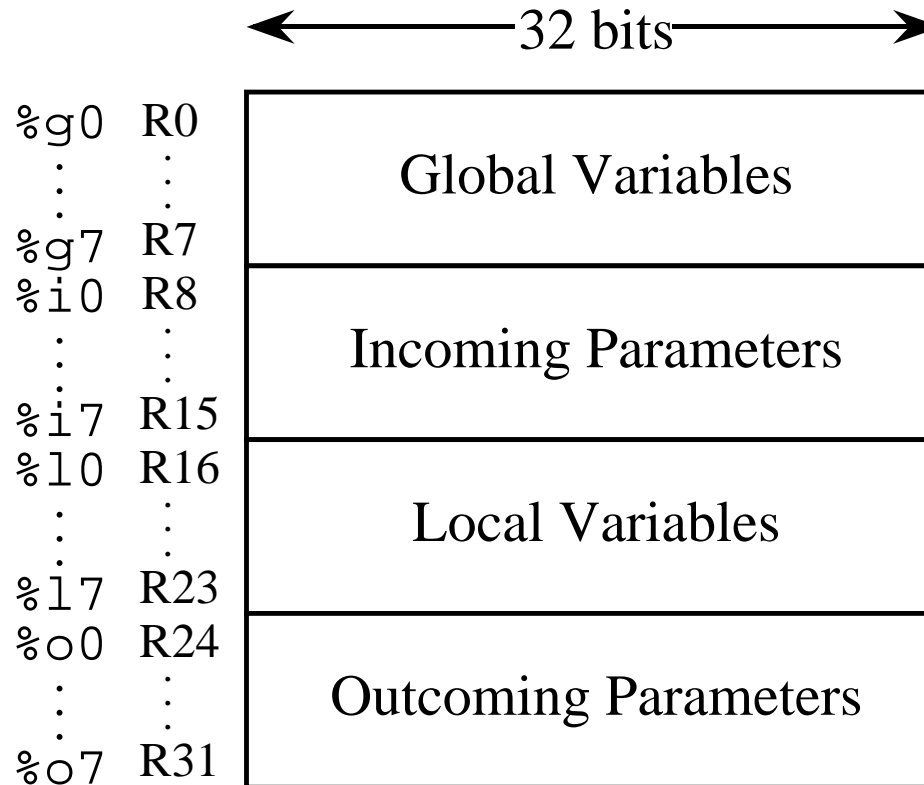 32 bits
%g0 R0
Global Variables
%g7 R7
%i0 R8
Incoming Parameters
%i7 R15
%l0 R16
Local Variables
%l7 R23
%o0 R24
Outcoming Parameters
%o7 R31